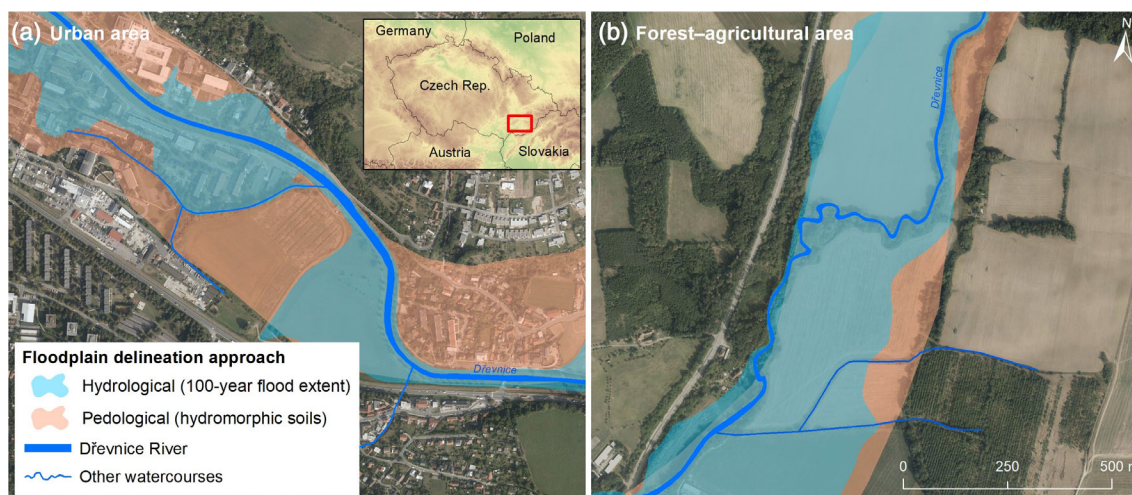 (a) Urban area
Germany
Poland
Czech Rep.
Austria
Slovakia
Dřevnice
Floodplain delineation approach
Hydrological (100-year flood extent)
Pedological (hydromorphic soils)
Dřevnice River
Other watercourses
(b) Forest–agricultural area
N
Dřevnice
0 250 500 m